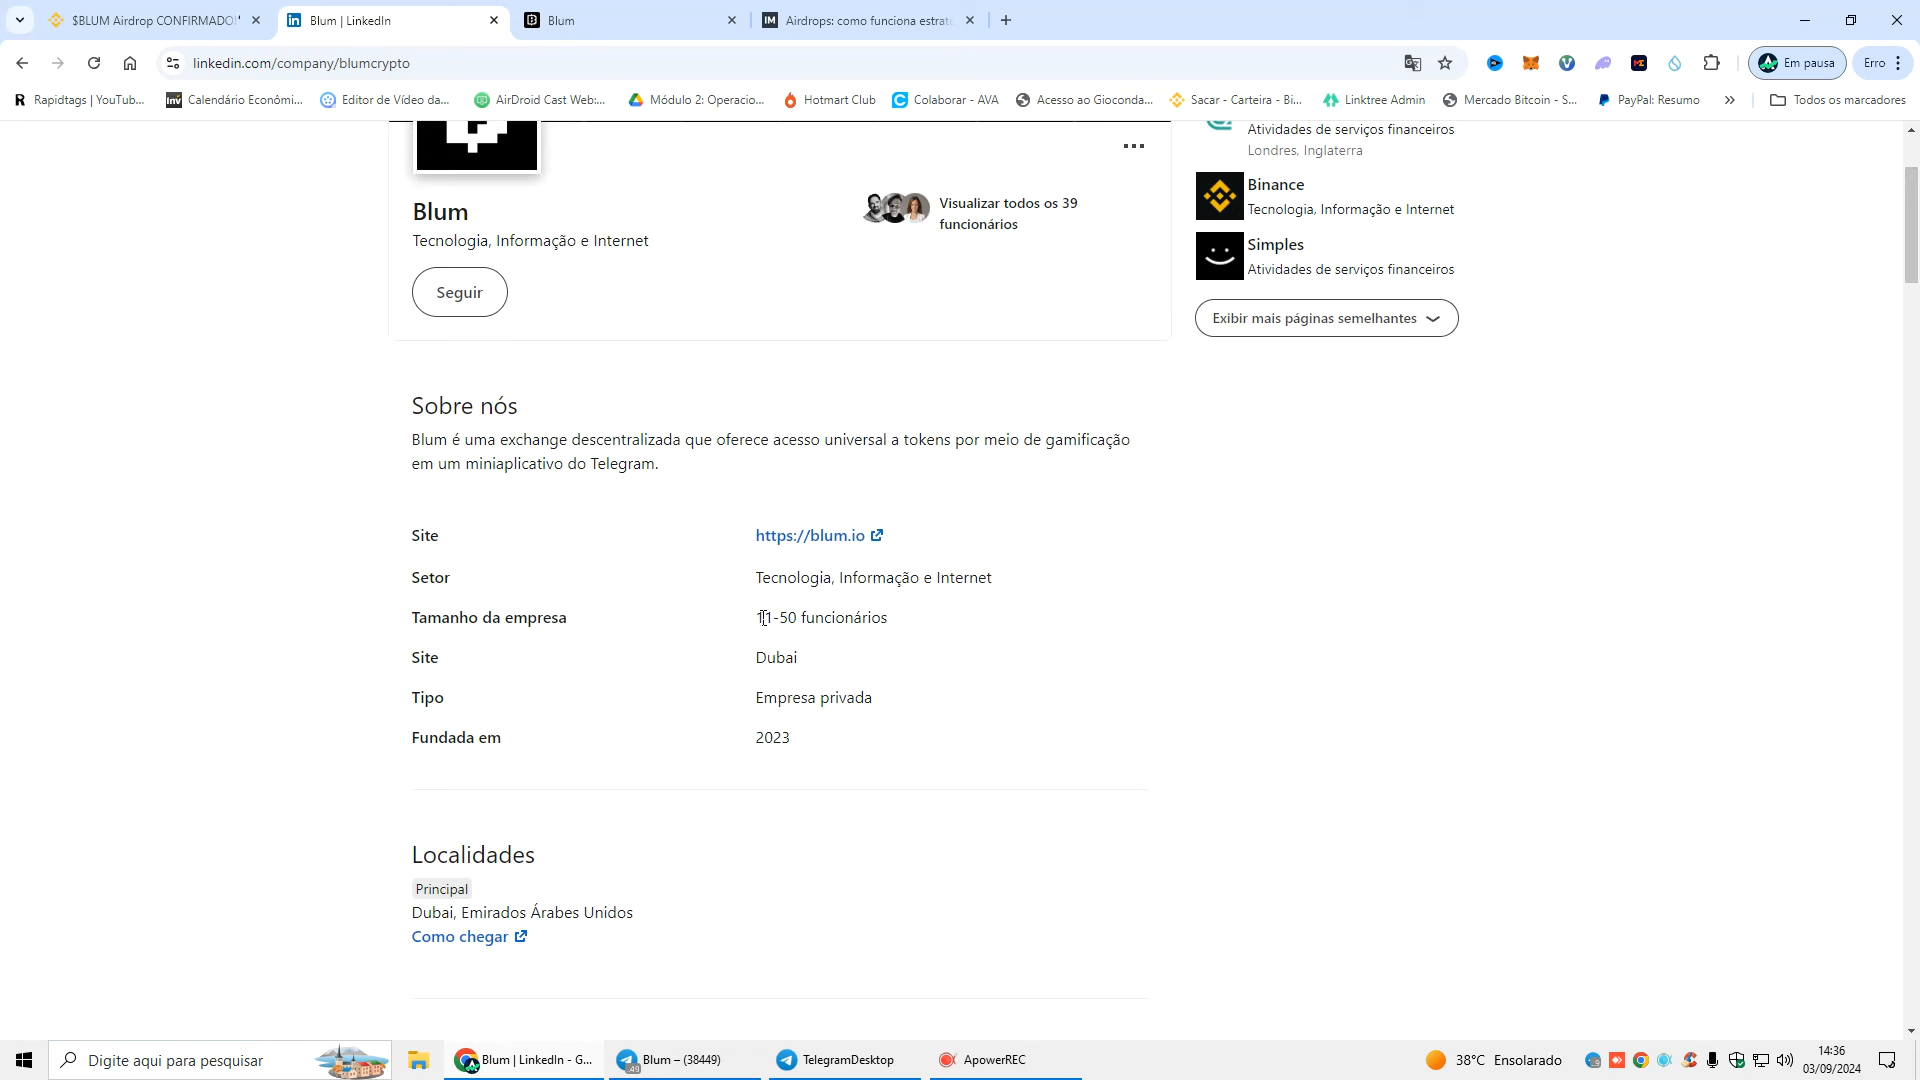 $BLUM Airdrop CONFIRMADO!
Blum | LinkedIn
Blum
Airdrops: como funciona estrat
linkedin.com/company/blumcrypto
Em pausa
Erro
Rapidtags | YouTub...
Calendário Econômi...
Editor de Vídeo da...
AirDroid Cast Web:...
Módulo 2: Operacio...
Hotmart Club
Colaborar - AVA
Acesso ao Gioconda...
Sacar - Carteira - Bi...
Linktree Admin
Mercado Bitcoin - S...
PayPal: Resumo
»
Todos os marcadores
Atividades de serviços financeiros
Londres, Inglaterra
Binance
Tecnologia, Informação e Internet
Simples
Atividades de serviços financeiros
Exibir mais páginas semelhantes
Blum
Tecnologia, Informação e Internet
Visualizar todos os 39
funcionários
Seguir
Sobre nós
Blum é uma exchange descentralizada que oferece acesso universal a tokens por meio de gamificação
em um miniaplicativo do Telegram.
Site
https://blum.io
Setor
Tecnologia, Informação e Internet
Tamanho da empresa
11-50 funcionários
Site
Dubai
Tipo
Empresa privada
Fundada em
2023
Localidades
Principal
Dubai, Emirados Árabes Unidos
Como chegar
Digite aqui para pesquisar
Blum | LinkedIn - G...
Blum – (38449)
TelegramDesktop
ApowerREC
38°C Ensolarado
14:36
03/09/2024